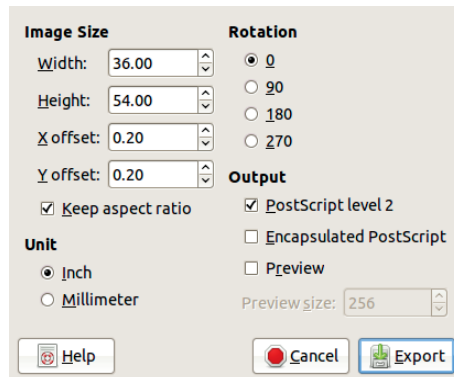 Image Size
Width: 36.00
Height: 54.00
X offset: 0.20
Y offset: 0.20
Keep aspect ratio
Unit
Inch
Millimeter
Rotation
0
90
180
270
Output
PostScript level 2
Encapsulated PostScript
Preview
Preview size: 256
Help
Cancel
Export